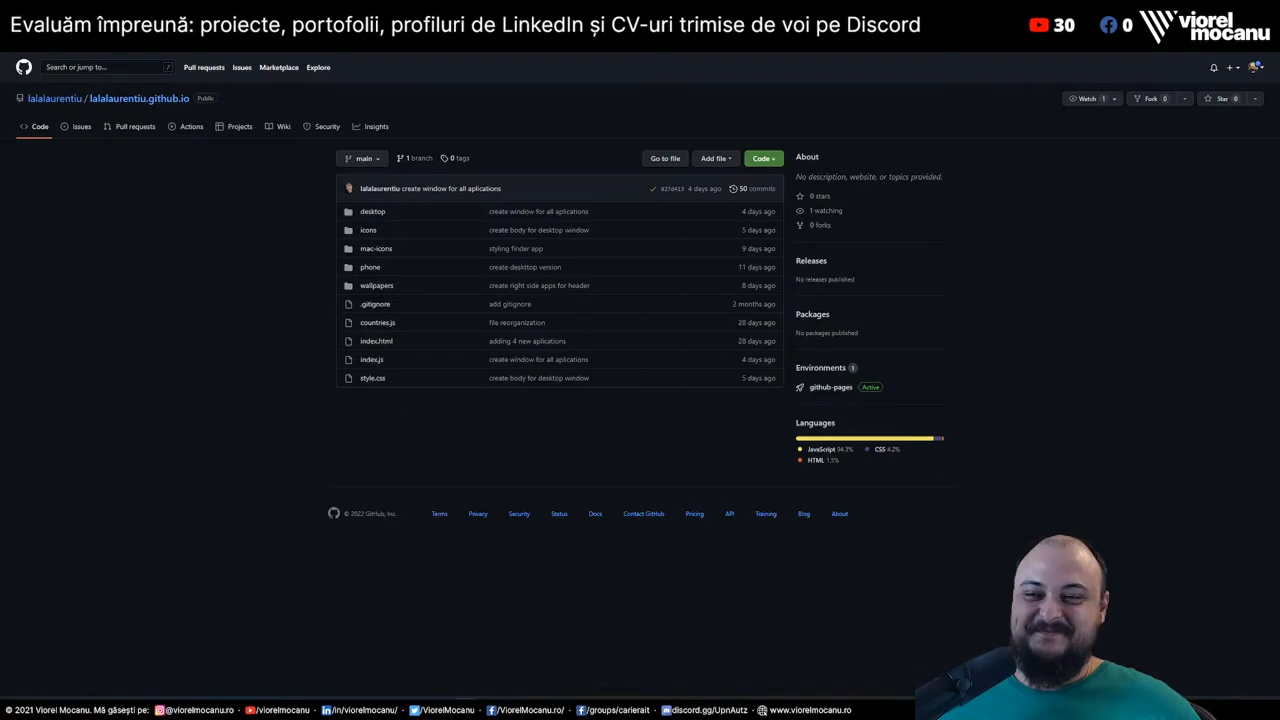 Evaluăm împreună: proiecte, portofolii, profiluri de LinkedIn și CV-uri trimise de voi pe Discord
30
0
viorel mocanu
Search or jump to...
/
Pull requests
Issues
Marketplace
Explore
lalalaurentiu / lalalaurentiu.github.io
Public
Watch 1
Fork 0
Star 0
Code
Issues
Pull requests
Actions
Projects
Wiki
Security
Insights
main
1 branch
0 tags
Go to file
Add file
Code
lalalaurentiu create window for all aplications
827d413 4 days ago
50 commits
desktop create window for all aplications 4 days ago
icons create body for desktop window 5 days ago
mac-icons styling finder app 9 days ago
phone create deskttop version 11 days ago
wallpapers create right side apps for header 8 days ago
.gitignore add gitignore 2 months ago
countries.js file reorganization 28 days ago
index.html adding 4 new aplications 28 days ago
index.js create window for all aplications 4 days ago
style.css create body for desktop window 5 days ago
About
No description, website, or topics provided.
0 stars
1 watching
0 forks
Releases
No releases published
Packages
No packages published
Environments 1
github-pages Active
Languages
JavaScript 94.3% CSS 4.2%
HTML 1.5%
© 2022 GitHub, Inc.
Terms
Privacy
Security
Status
Docs
Contact GitHub
Pricing
API
Training
Blog
About
© 2021 Viorel Mocanu. Mă găsești pe: @viorelmocanu.ro /viorelmocanu /in/viorelmocanu/ /ViorelMocanu /ViorelMocanu.ro/ /groups/carierait discord.gg/UpnAutz www.viorelmocanu.ro